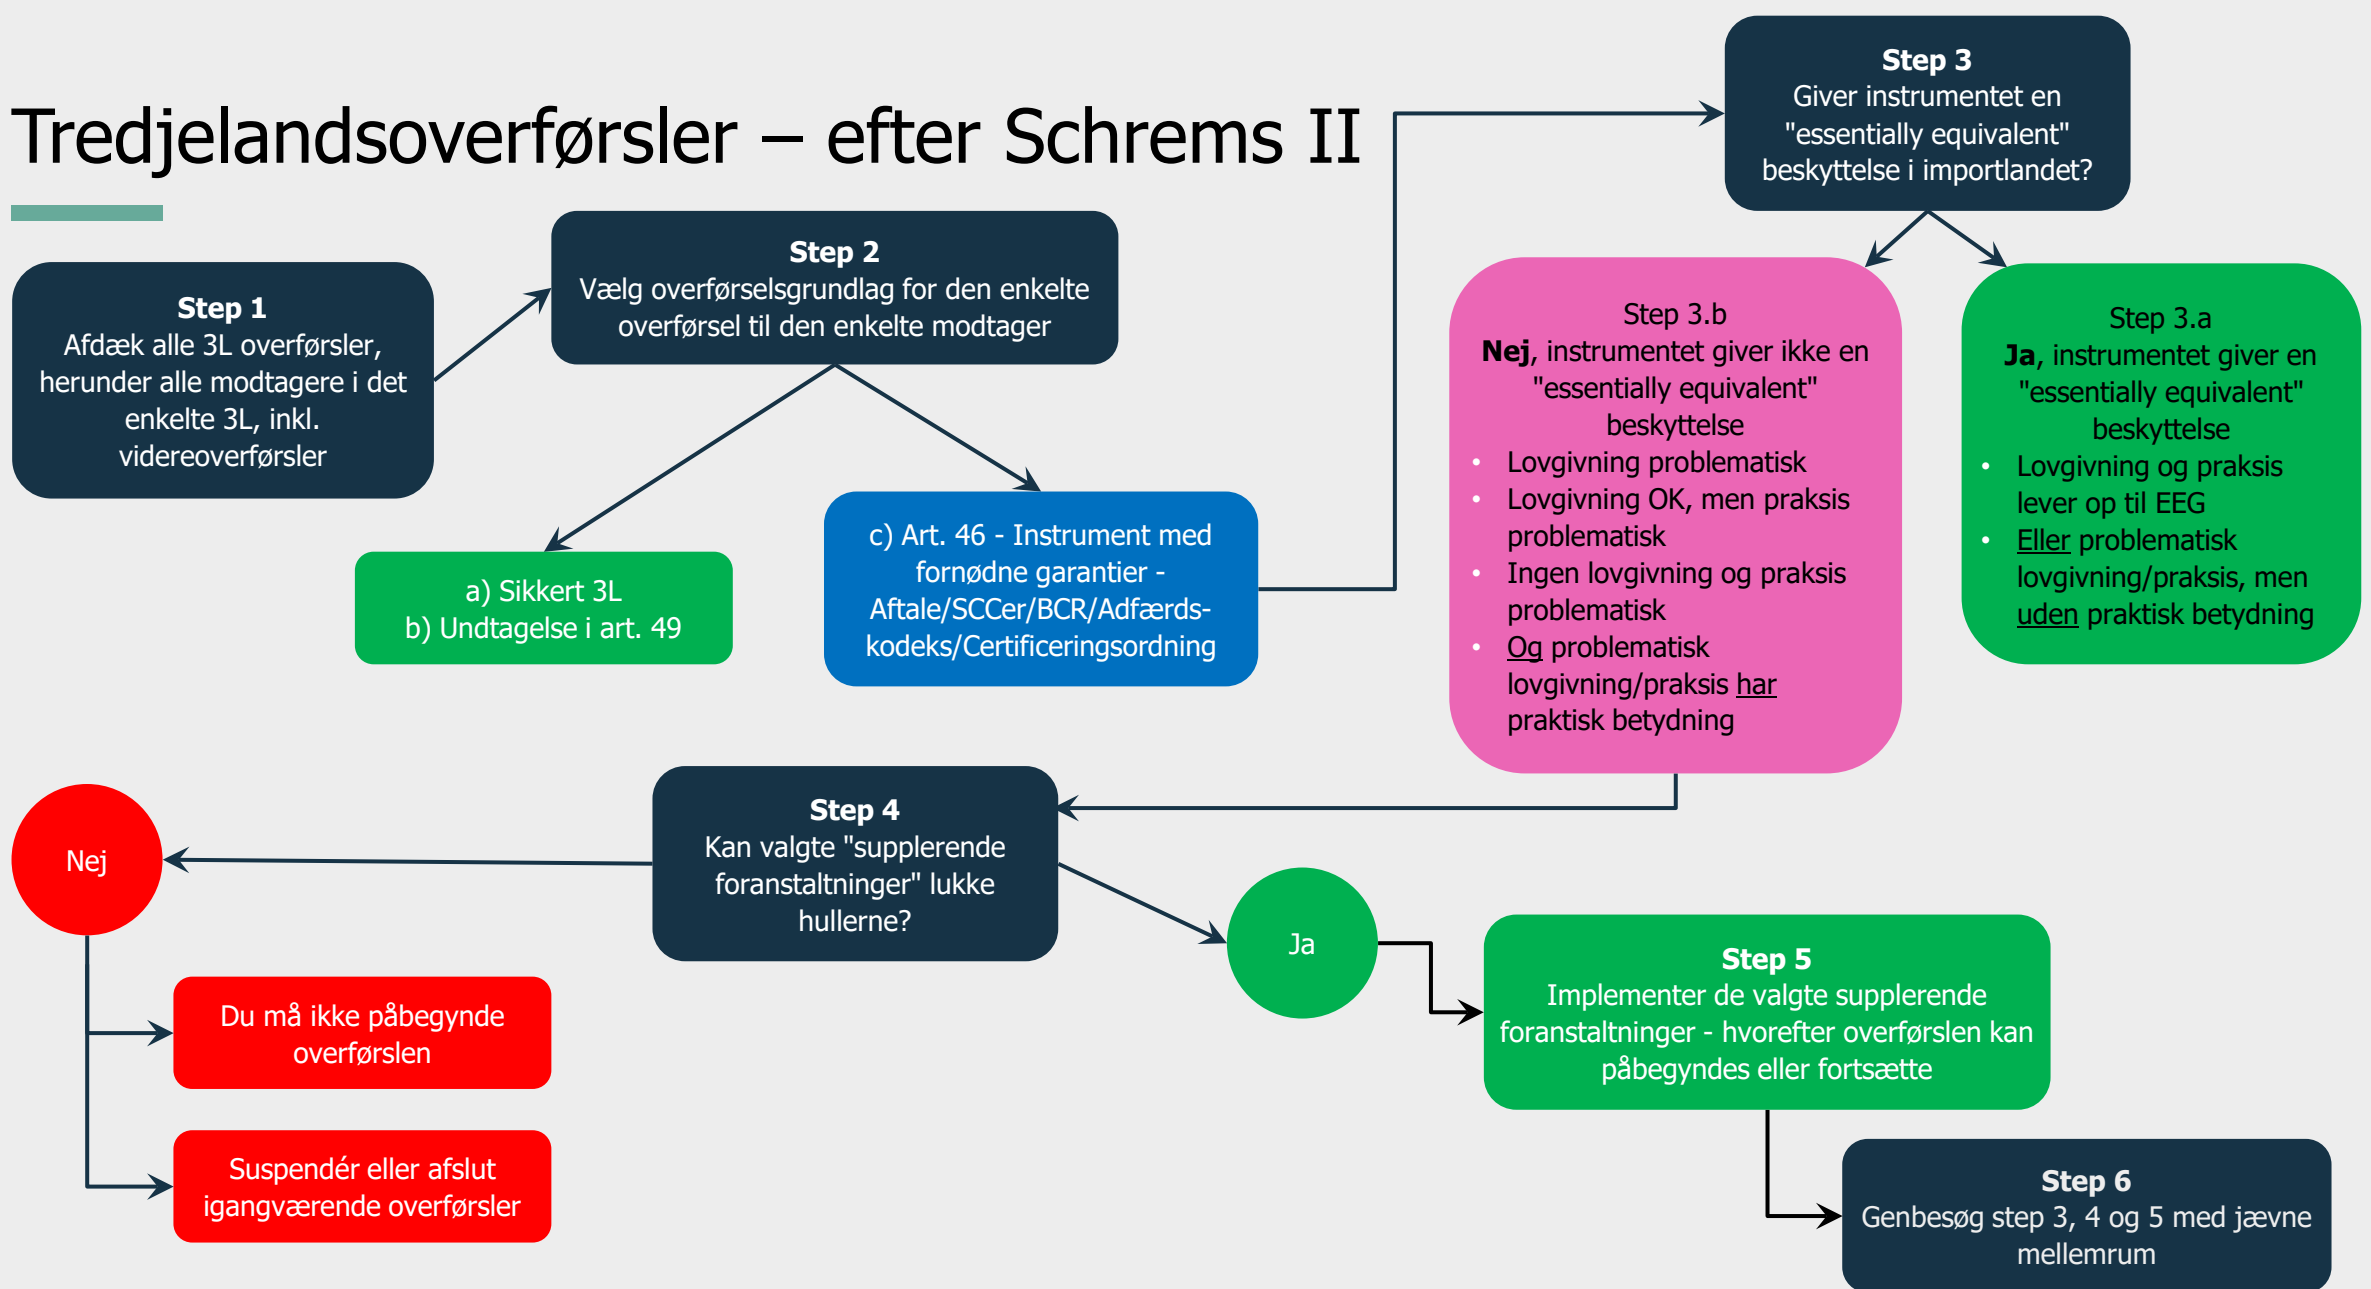 Tredjelandsoverførsler – efter Schrems II
Step 1
Afdæk alle 3L overførsler,
herunder alle modtagere i det
enkelte 3L, inkl.
videreoverførsler
Step 2
Vælg overførselsgrundlag for den enkelte
overførsel til den enkelte modtager
a) Sikkert 3L
b) Undtagelse i art. 49
c) Art. 46 - Instrument med
fornødne garantier -
Aftale/SCCer/BCR/Adfærds-
kodeks/Certificeringsordning
Step 3
Giver instrumentet en
"essentially equivalent"
beskyttelse i importlandet?
Step 3.b
Nej, instrumentet giver ikke en
"essentially equivalent"
beskyttelse
• Lovgivning problematisk
• Lovgivning OK, men praksis
problematisk
• Ingen lovgivning og praksis
problematisk
• Og problematisk
lovgivning/praksis har
praktisk betydning
Step 3.a
Ja, instrumentet giver en
"essentially equivalent"
beskyttelse
• Lovgivning og praksis
lever op til EEG
• Eller problematisk
lovgivning/praksis, men
uden praktisk betydning
Step 4
Kan valgte "supplerende
foranstaltninger" lukke
hullerne?
Nej
Du må ikke påbegynde
overførslen
Suspendér eller afslut
igangværende overførsler
Ja
Step 5
Implementer de valgte supplerende
foranstaltninger - hvorefter overførslen kan
påbegyndes eller fortsætte
Step 6
Genbesøg step 3, 4 og 5 med jævne
mellemrum